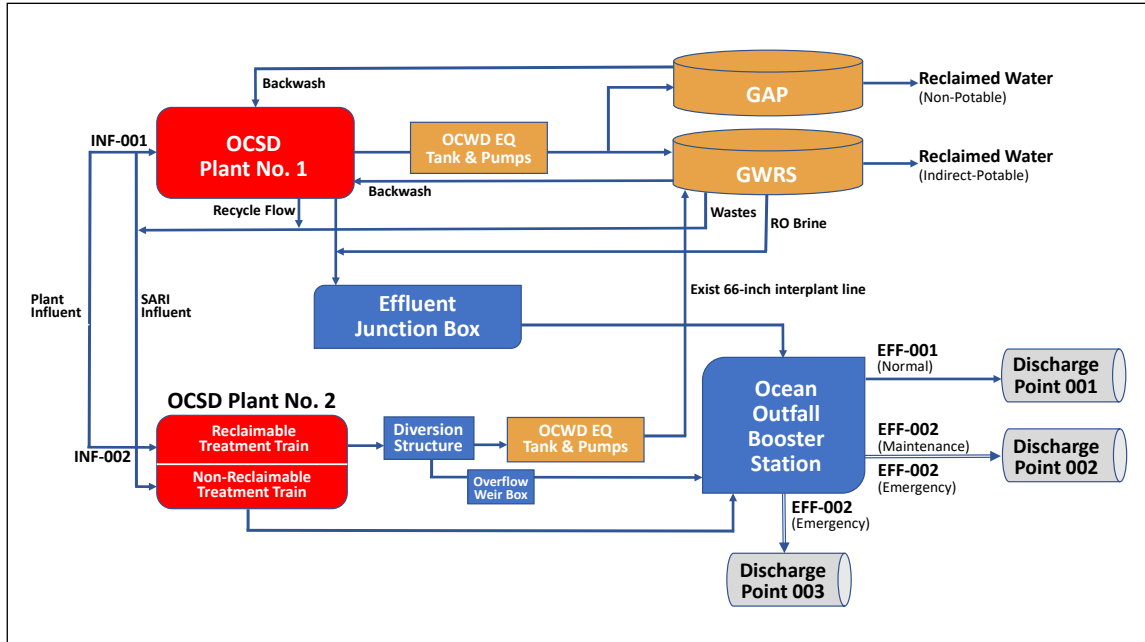 Backwash
GAP
Reclaimed Water
(Non-Potable)
INF-001
OCSD
Plant No. 1
OCWD EQ
Tank & Pumps
GWRS
Reclaimed Water
(Indirect-Potable)
Backwash
Recycle Flow
Wastes
RO Brine
Plant
Influent
SARI
Influent
Effluent
Junction Box
Exist 66-inch interplant line
EFF-001
(Normal)
Discharge
Point 001
OCSD Plant No. 2
Ocean
Outfall
Booster
Station
Reclaimable
Treatment Train
INF-002
Non-Reclaimable
Treatment Train
Diversion
Structure
OCWD EQ
Tank & Pumps
Overflow
Weir Box
EFF-002
(Maintenance)
EFF-002
(Emergency)
Discharge
Point 002
EFF-002
(Emergency)
Discharge
Point 003